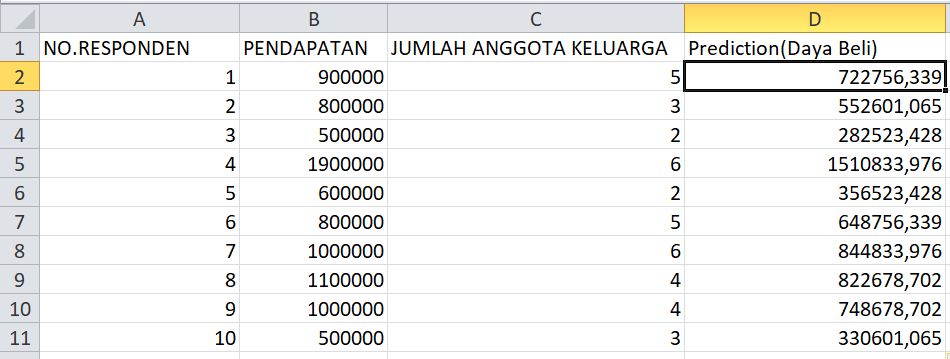 A B C D
1 NO.RESPONDEN PENDAPATAN JUMLAH ANGGOTA KELUARGA Prediction(Daya Beli)
2 1 900000 5 722756,339
3 2 800000 3 552601,065
4 3 500000 2 282523,428
5 4 1900000 6 1510833,976
6 5 600000 2 356523,428
7 6 800000 5 648756,339
8 7 1000000 6 844833,976
9 8 1100000 4 822678,702
10 9 1000000 4 748678,702
11 10 500000 3 330601,065